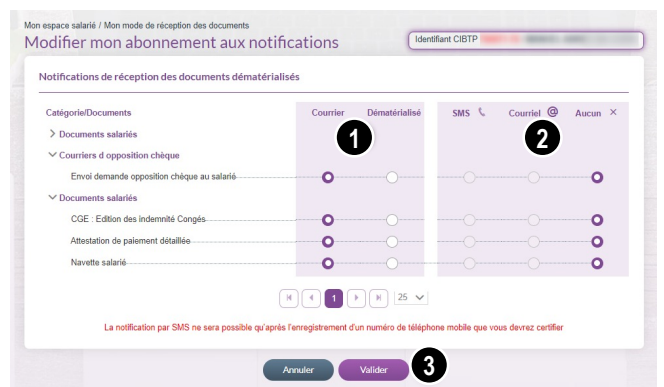 Mon espace salarié / Mon mode de réception des documents
Modifier mon abonnement aux notifications
Identifiant CIBTP
Notifications de réception des documents dématérialisés
Catégorie/Documents Courrier Dématérialisé SMS Courriel @ Aucun ×
1 2
> Documents salariés
Courriers d opposition chèque
Envoi demande opposition chèque au salarié
Documents salariés
CGE : Edition des indemnité Congés
Attestation de paiement détaillée
Navette salarié
1 25
La notification par SMS ne sera possible qu'après l'enregistrement d'un numéro de téléphone mobile que vous devrez certifier
Annuler Valider 3